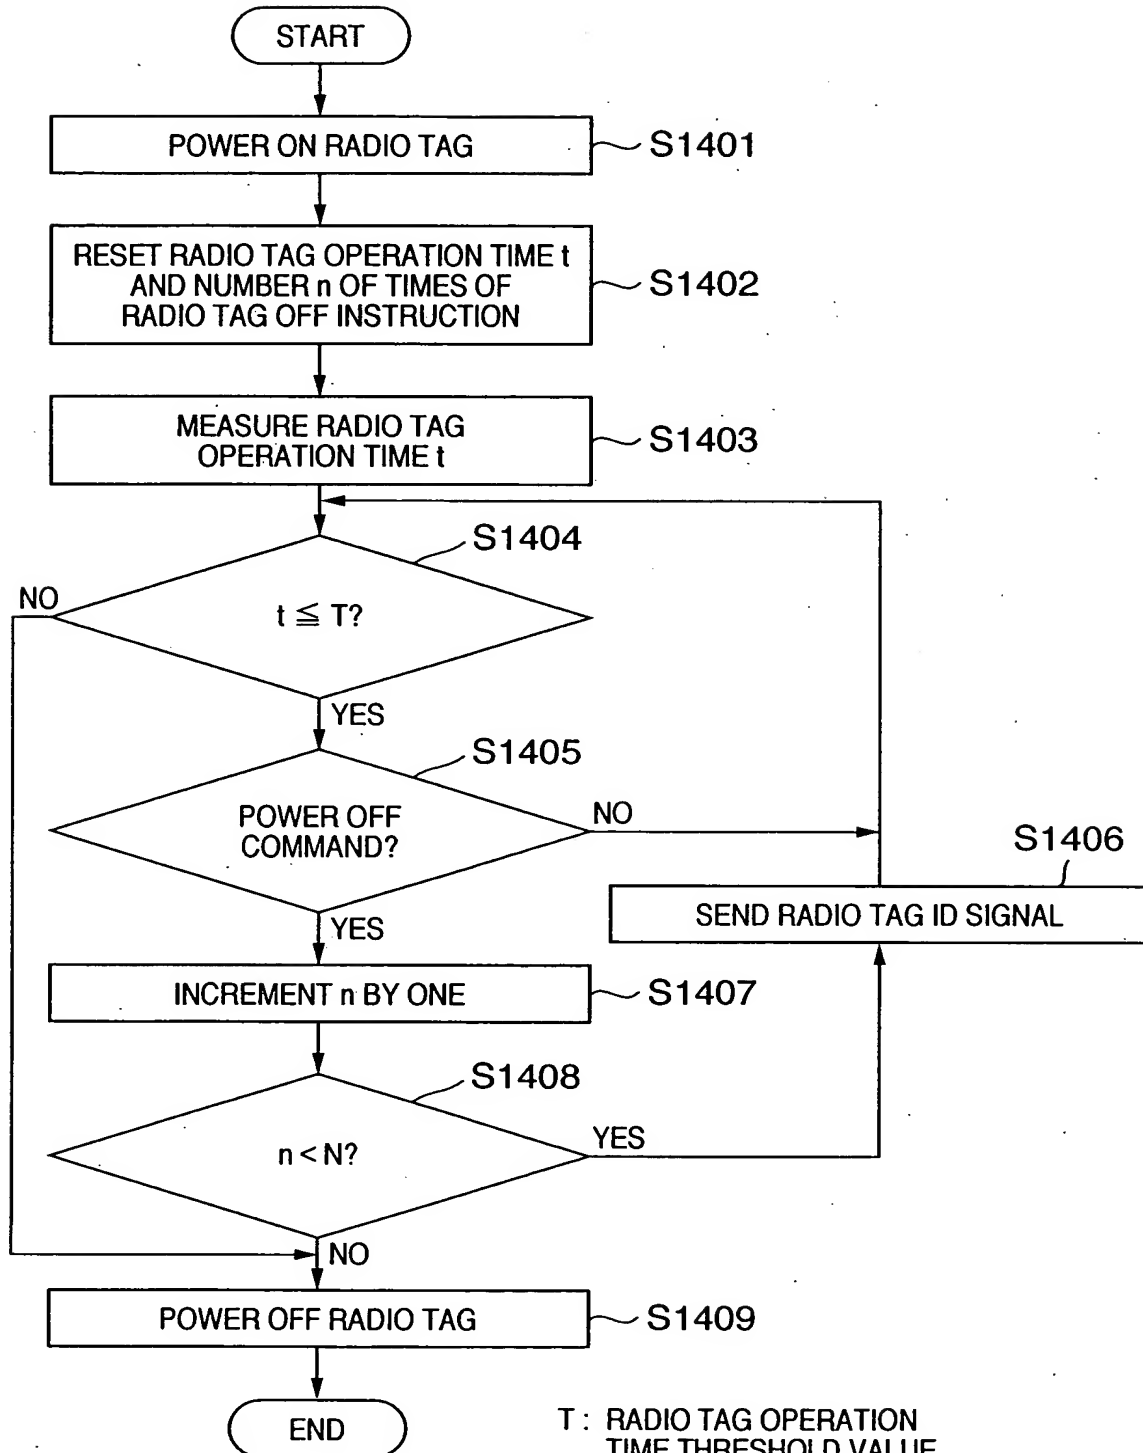 START
POWER ON RADIO TAG
S1401
RESET RADIO TAG OPERATION TIME t
AND NUMBER n OF TIMES OF
RADIO TAG OFF INSTRUCTION
S1402
MEASURE RADIO TAG
OPERATION TIME t
S1403
S1404
NO
t ≦ T?
YES
S1405
POWER OFF
COMMAND?
NO
S1406
SEND RADIO TAG ID SIGNAL
YES
INCREMENT n BY ONE
S1407
S1408
n < N?
YES
NO
POWER OFF RADIO TAG
S1409
END
T : RADIO TAG OPERATION
TIME THRESHOLD VALUE